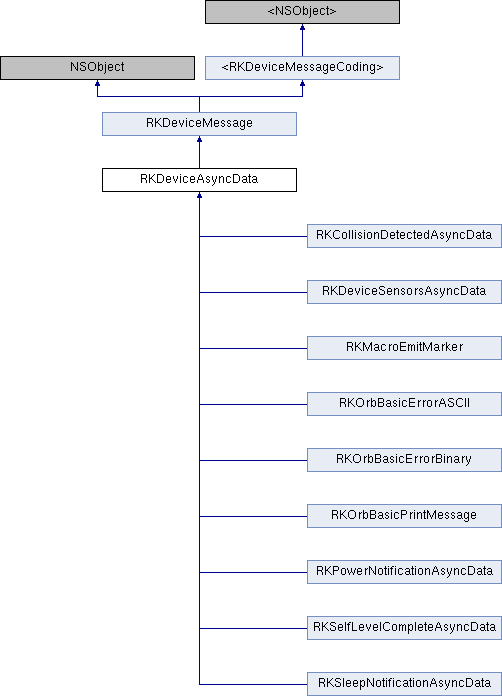 <NSObject>
NSObject
<RKDeviceMessageCoding>
RKDeviceMessage
RKDeviceAsyncData
RKCollisionDetectedAsyncData
RKDeviceSensorsAsyncData
RKMacroEmitMarker
RKOrbBasicErrorASCII
RKOrbBasicErrorBinary
RKOrbBasicPrintMessage
RKPowerNotificationAsyncData
RKSelfLevelCompleteAsyncData
RKSleepNotificationAsyncData